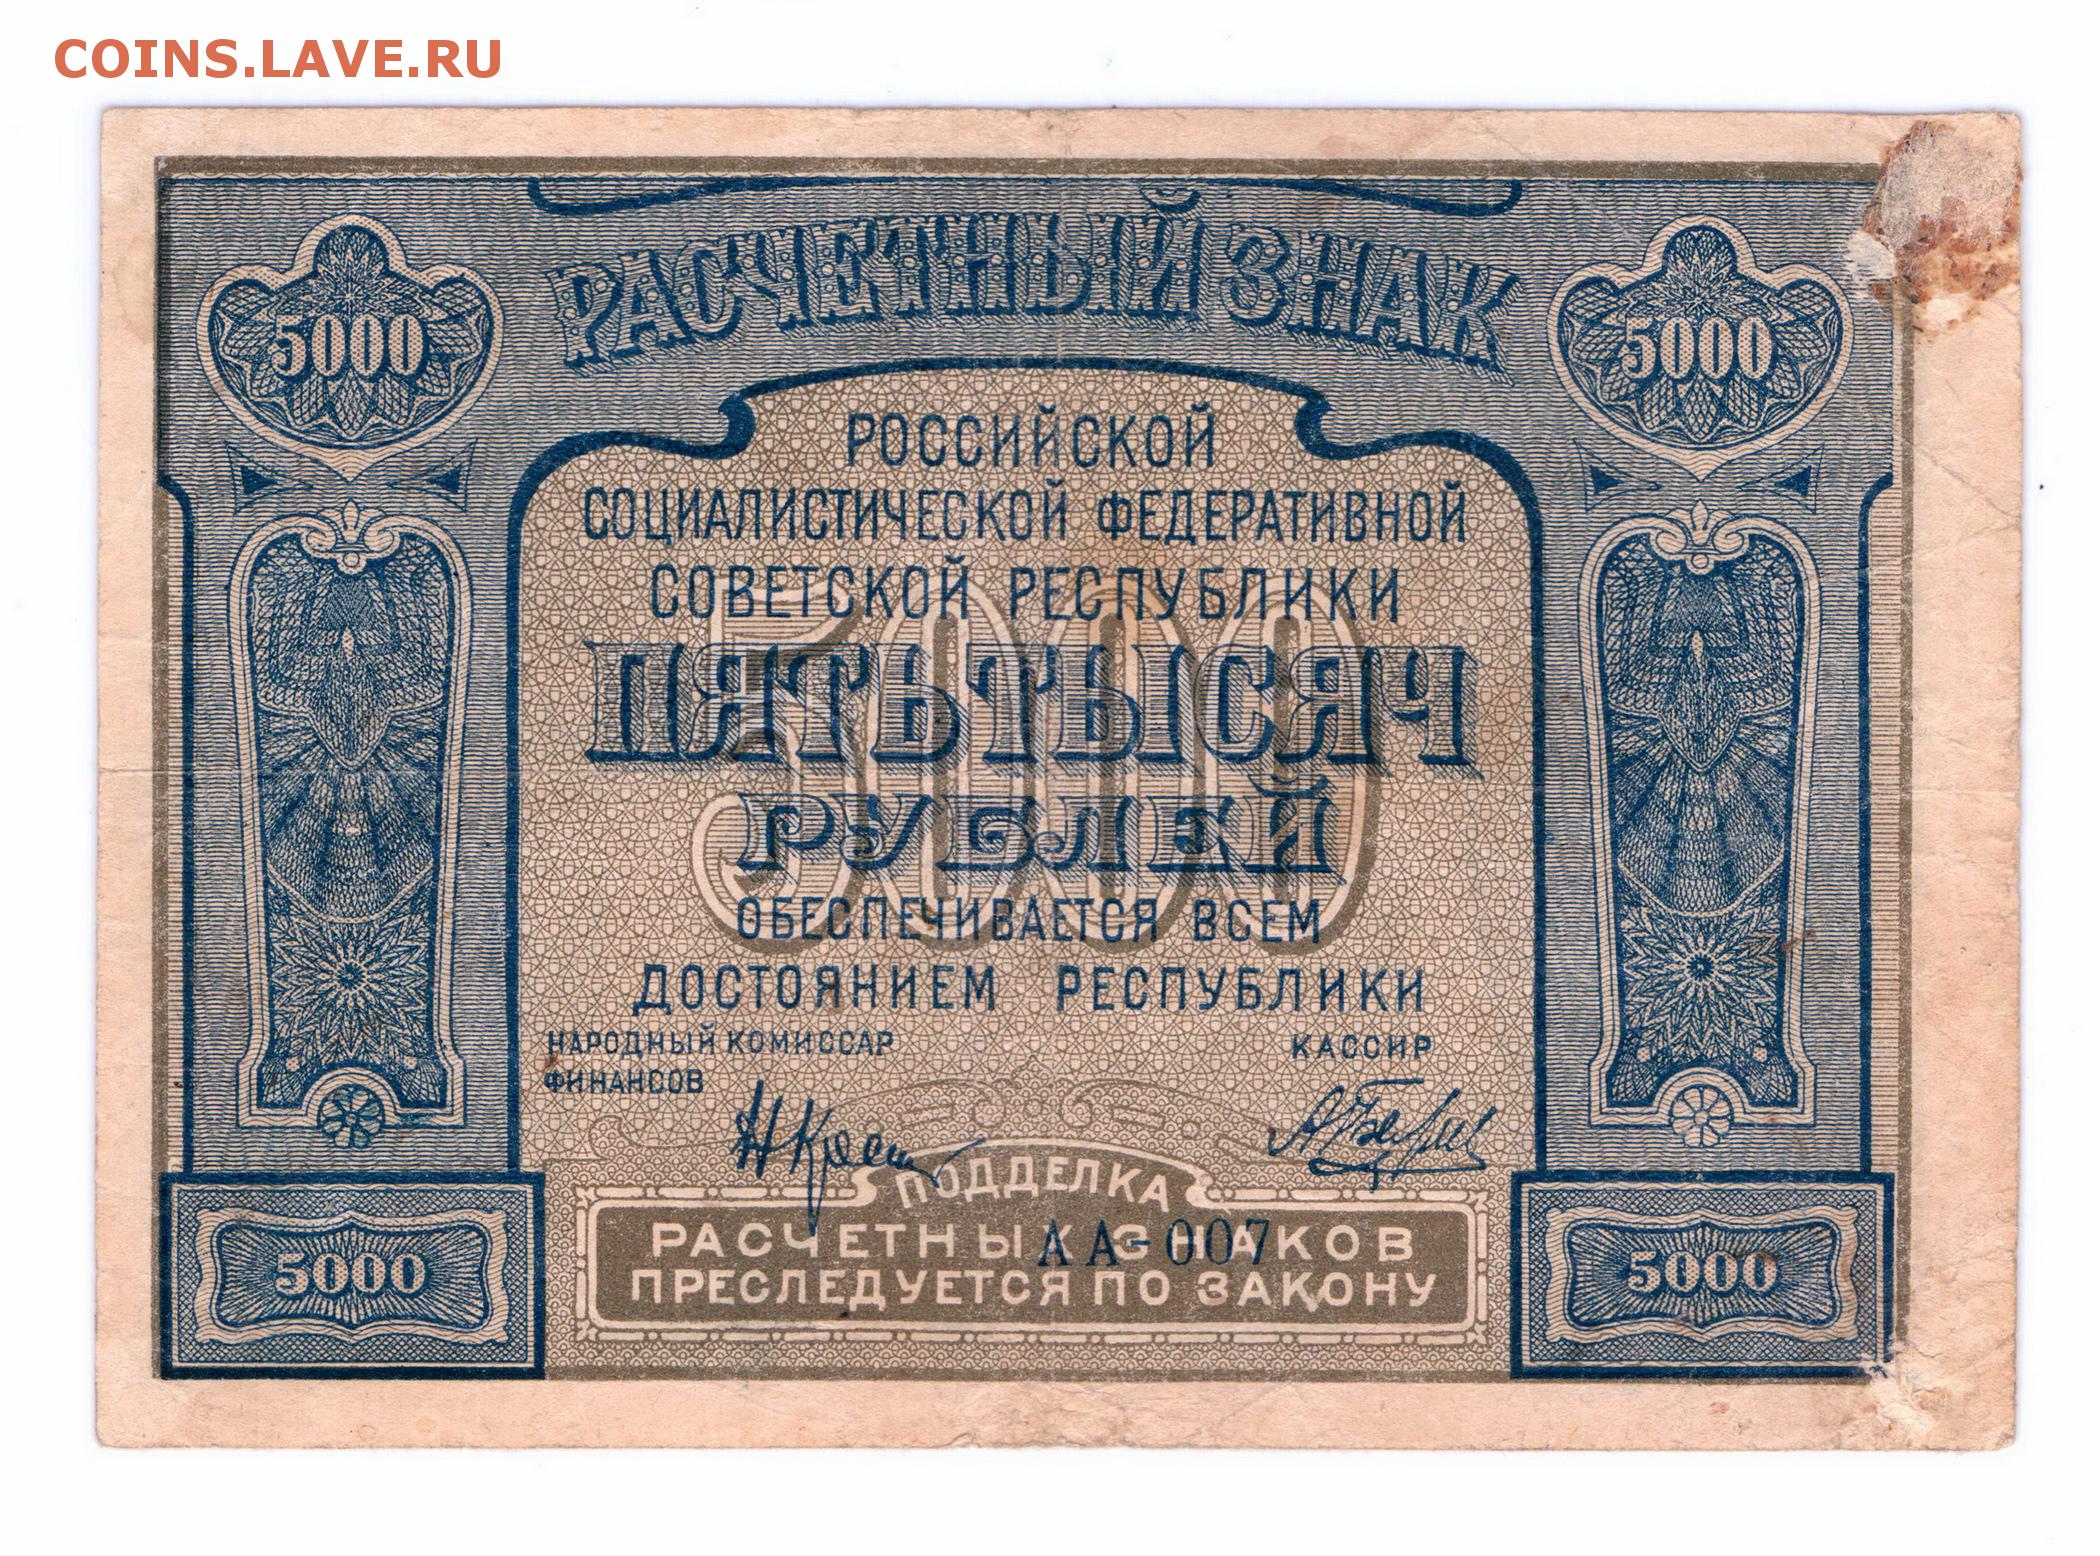 COINS.LAVE.RU
РАСЧЕТНЫЙ ЗНАК
5000 5000
РОССИЙСКОЙ
СОЦИАЛИСТИЧЕСКОЙ ФЕДЕРАТИВНОЙ
СОВЕТСКОЙ РЕСПУБЛИКИ
5000
ПЯТЬ ТЫСЯЧ
РУБЛЕЙ
ОБЕСПЕЧИВАЕТСЯ ВСЕМ
ДОСТОЯНИЕМ РЕСПУБЛИКИ
НАРОДНЫЙ КОМИССАР КАССИР
ФИНАНСОВ
ПОДДЕЛКА
РАСЧЕТНЫХ ЗНАКОВ
АА-007
ПРЕСЛЕДУЕТСЯ ПО ЗАКОНУ
5000 5000